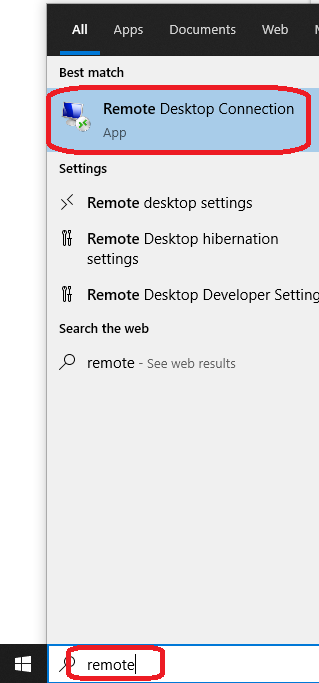 All Apps Documents Web
Best match
Remote Desktop Connection
App
Settings
Remote desktop settings
Remote Desktop hibernation
settings
Remote Desktop Developer Setting
Search the web
remote - See web results
remote